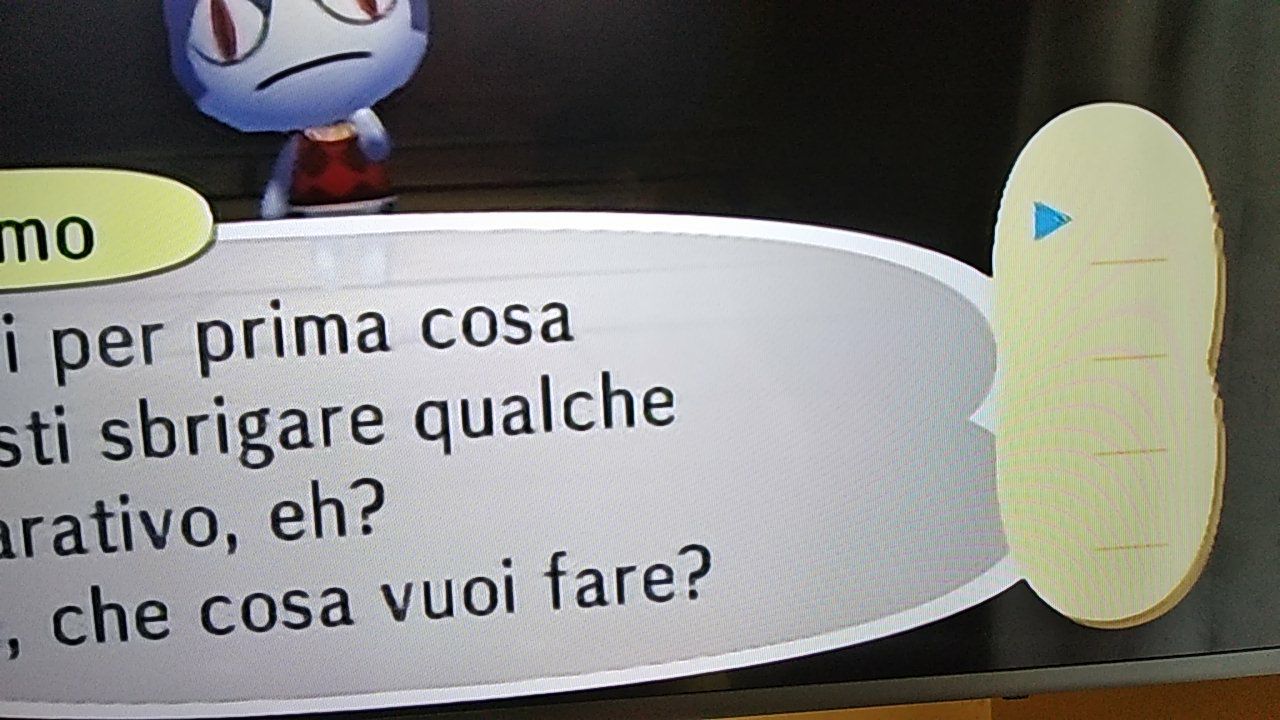 mo
i per prima cosa
sti sbrigare qualche
arativo, eh?
, che cosa vuoi fare?